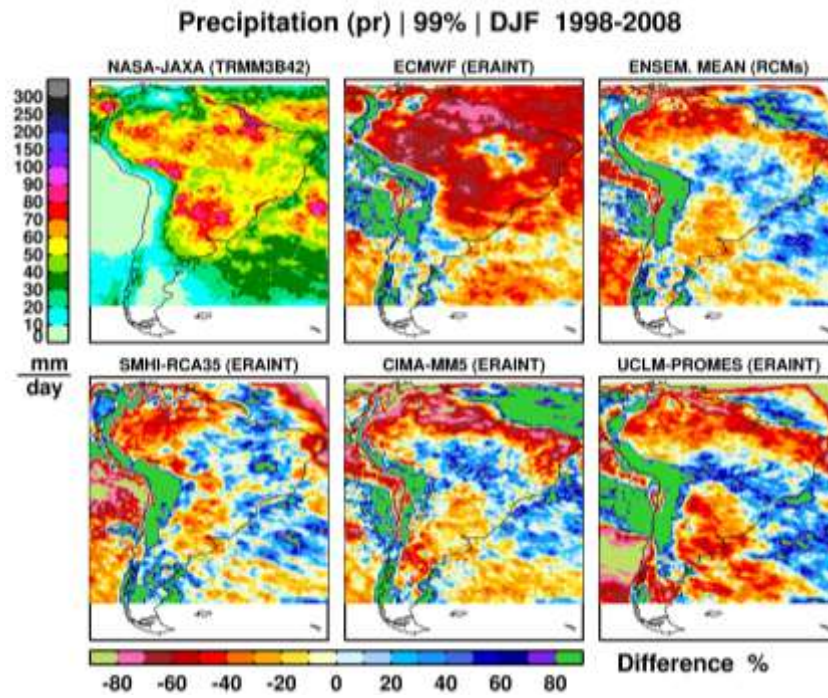 Precipitation (pr) | 99% | DJF 1998-2008
NASA-JAXA (TRMM3B42)
ECMWF (ERAINT)
ENSEM. MEAN (RCMs)
300
250
200
150
100
90
80
70
60
50
40
30
20
10
0
mm
day
SMHI-RCA35 (ERAINT)
CIMA-MM5 (ERAINT)
UCLM-PROMES (ERAINT)
-80 -60 -40 -20 0 20 40 60 80
Difference %